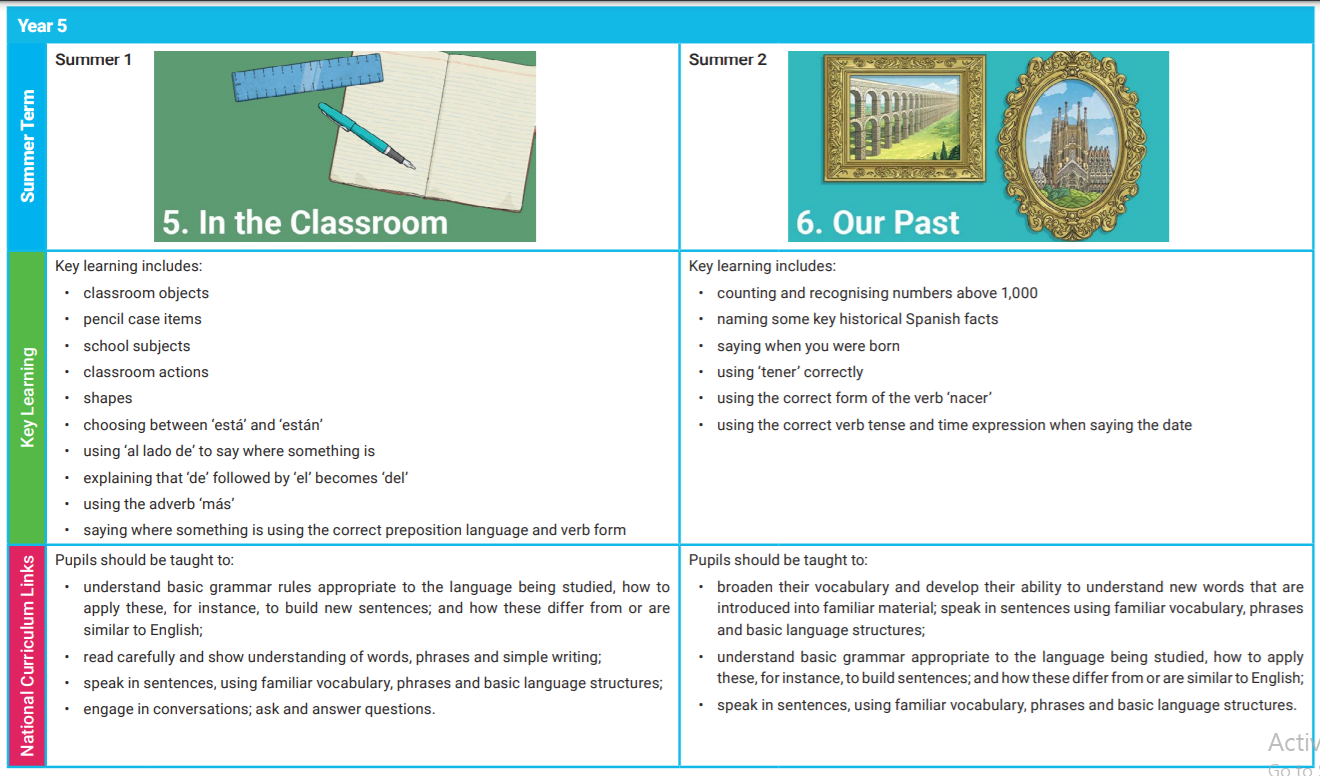 Year 5
Summer Term
Summer 1
5. In the Classroom
Summer 2
6. Our Past
Key Learning
Key learning includes:
• classroom objects
• pencil case items
• school subjects
• classroom actions
• shapes
• choosing between ‘está’ and ‘están’
• using ‘al lado de’ to say where something is
• explaining that ‘de’ followed by ‘el’ becomes ‘del’
• using the adverb ‘más’
• saying where something is using the correct preposition language and verb form
Key learning includes:
• counting and recognising numbers above 1,000
• naming some key historical Spanish facts
• saying when you were born
• using ‘tener’ correctly
• using the correct form of the verb ‘nacer’
• using the correct verb tense and time expression when saying the date
National Curriculum Links
Pupils should be taught to:
• understand basic grammar rules appropriate to the language being studied, how to
apply these, for instance, to build new sentences; and how these differ from or are
similar to English;
• read carefully and show understanding of words, phrases and simple writing;
• speak in sentences, using familiar vocabulary, phrases and basic language structures;
• engage in conversations; ask and answer questions.
Pupils should be taught to:
• broaden their vocabulary and develop their ability to understand new words that are
introduced into familiar material; speak in sentences using familiar vocabulary, phrases
and basic language structures;
• understand basic grammar appropriate to the language being studied, how to apply
these, for instance, to build sentences; and how these differ from or are similar to English;
• speak in sentences, using familiar vocabulary, phrases and basic language structures.
Go to